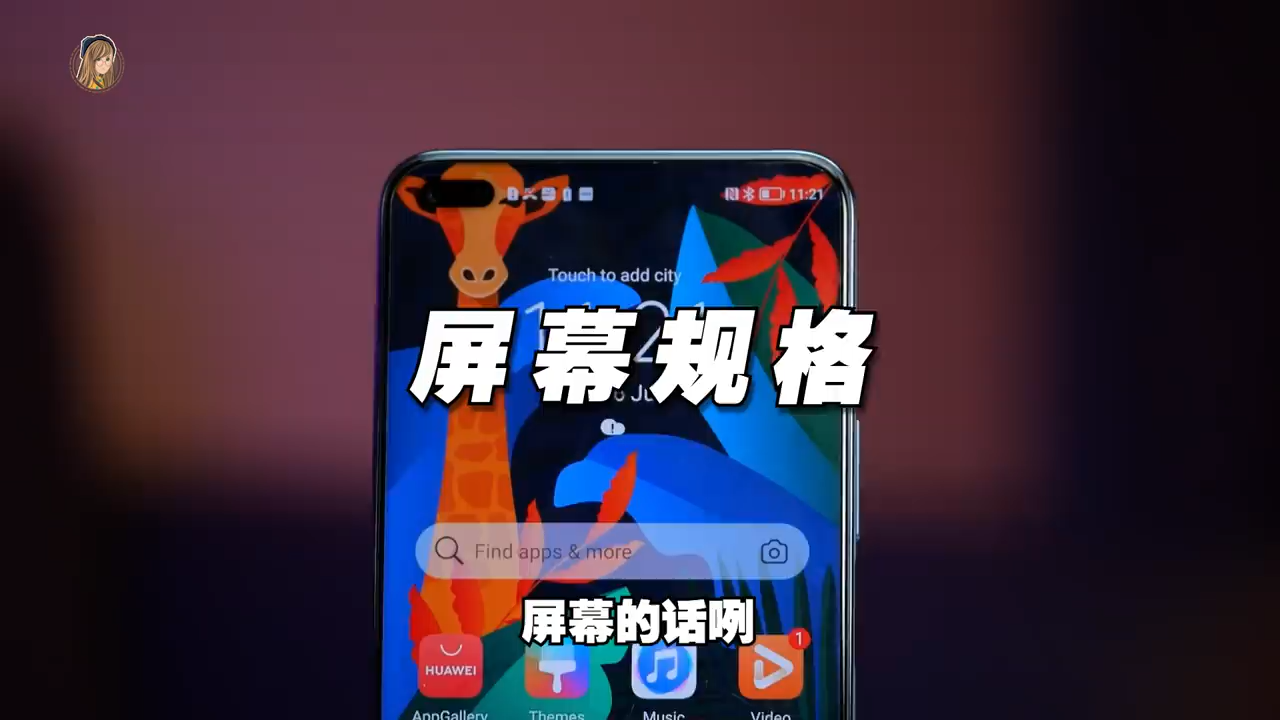 11:21
Touch to add city
屏幕规格
Find apps & more
屏幕的话咧
1
HUAWEI
AppGallery
Themes
Music
Video